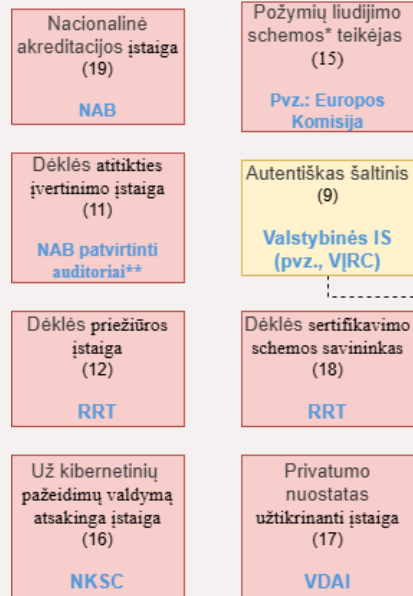 Nacionalinė
akreditacijos įstaiga
(19)
NAB
Požymių liudijimo
schemos* teikėjas
(15)
Pvz.: Europos
Komisija
Dėklės atitikties
įvertinimo įstaiga
(11)
NAB patvirtinti
auditoriai**
Autentiškas šaltinis
(9)
Valstybinės IS
(pvz., VĮRC)
Dėklės priežiūros
įstaiga
(12)
RRT
Dėklės sertifikavimo
schemos savininkas
(18)
RRT
Už kibernetinių
pažeidimų valdymą
atsakinga įstaiga
(16)
NKSC
Privatumo
nuostatas
užtikrinanti įstaiga
(17)
VDAI